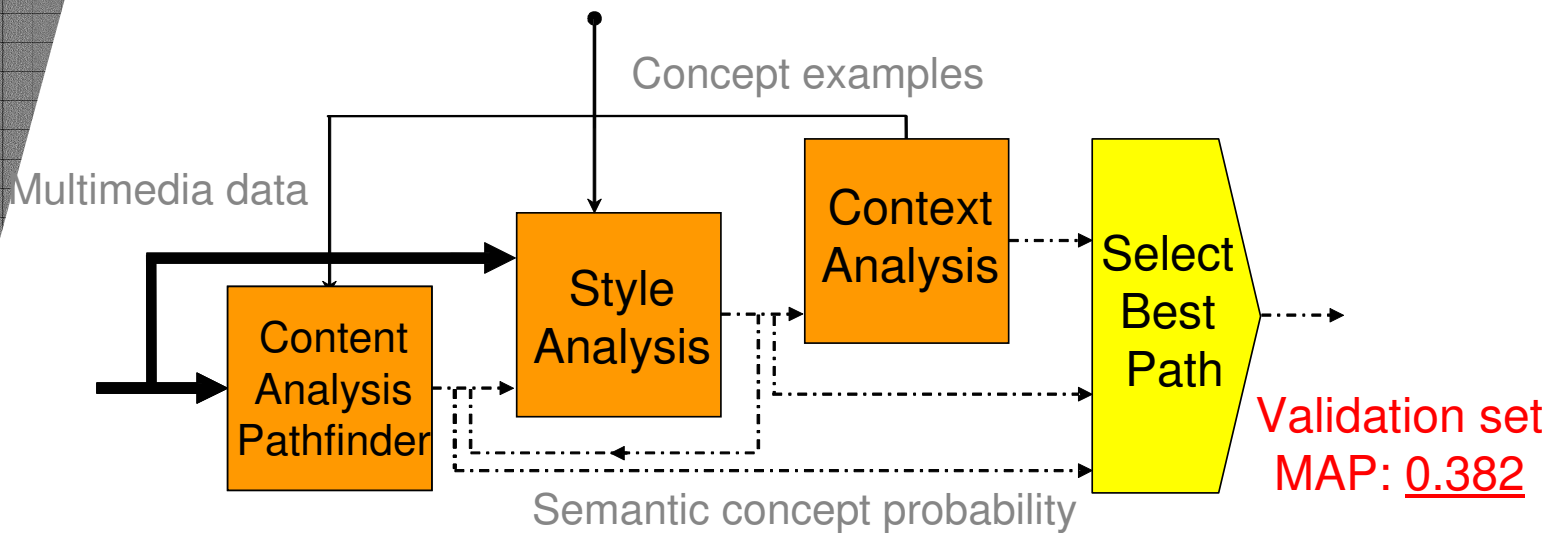 Concept examples
Multimedia data
Content
Analysis
Pathfinder
Style
Analysis
Context
Analysis
Select
Best
Path
Validation set
MAP: 0.382
Semantic concept probability